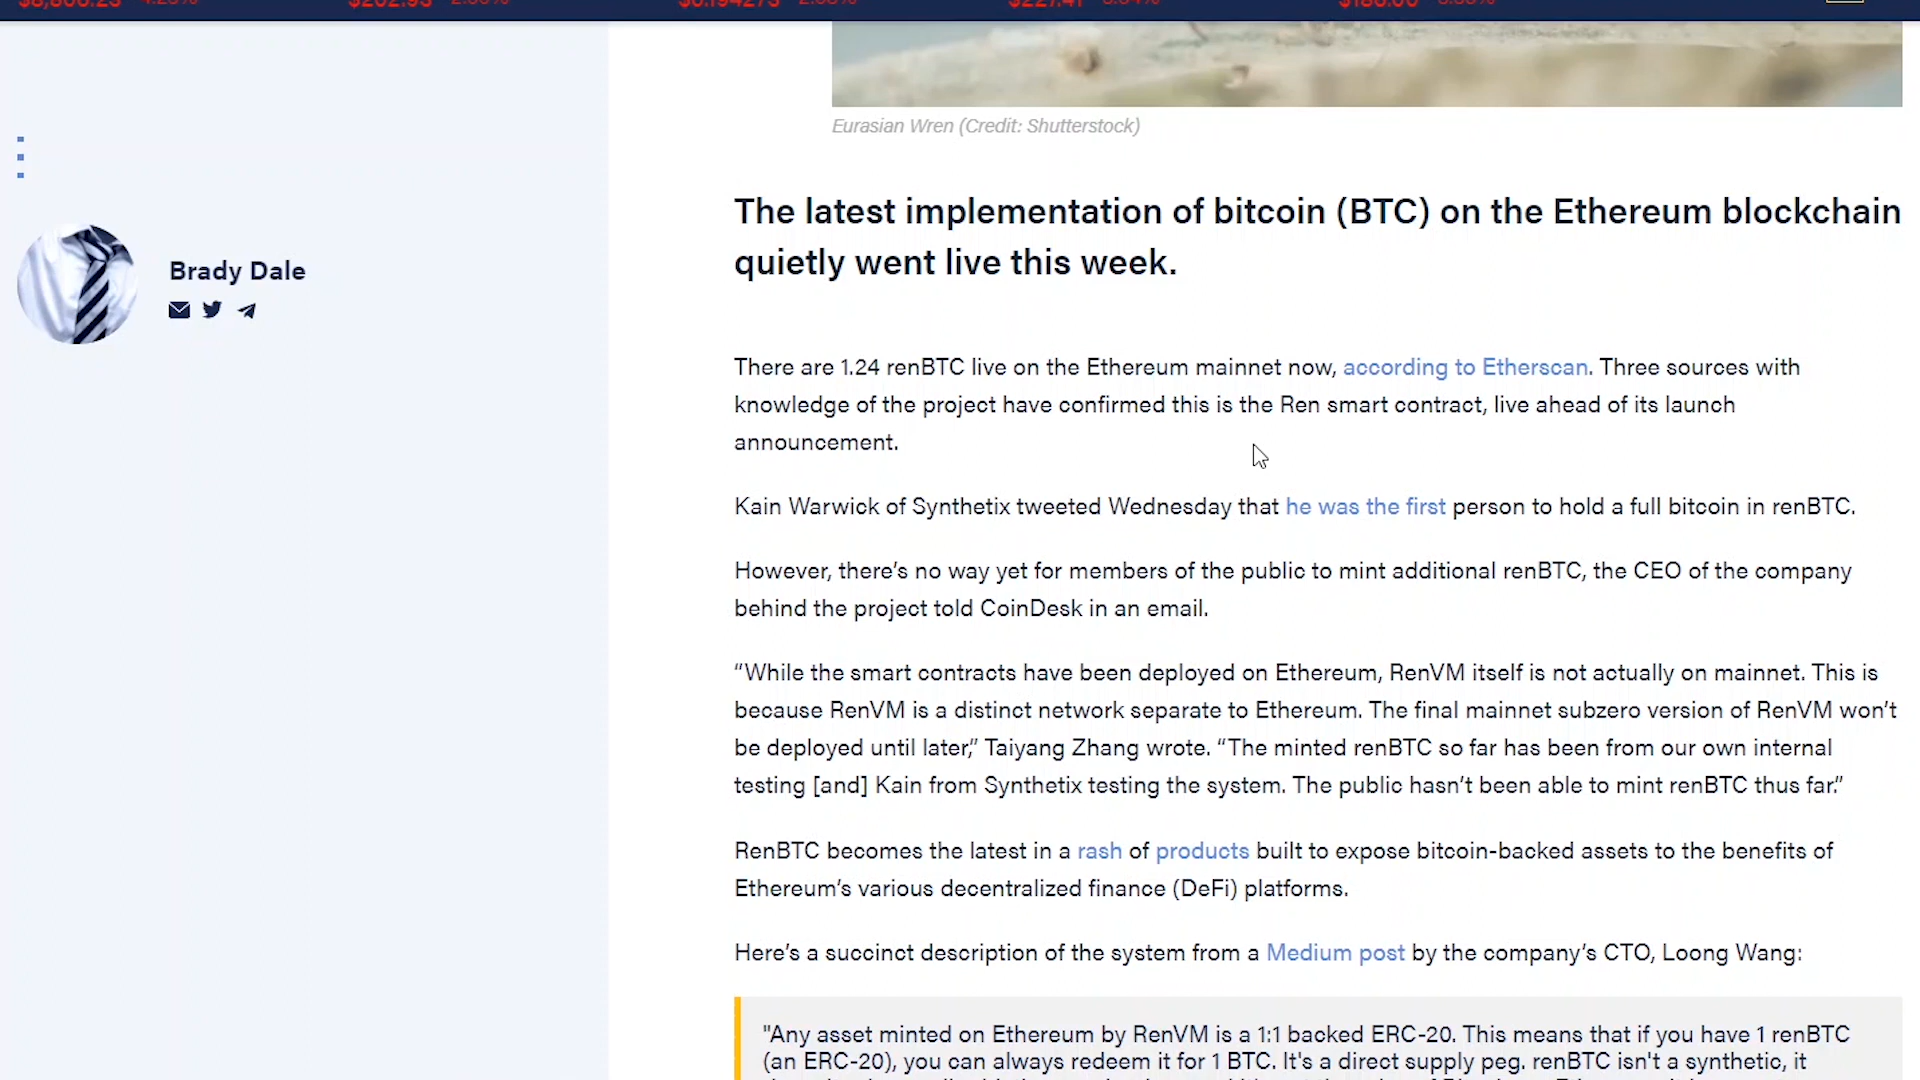 Eurasian Wren (Credit: Shutterstock)
Brady Dale
The latest implementation of bitcoin (BTC) on the Ethereum blockchain
quietly went live this week.
There are 1.24 renBTC live on the Ethereum mainnet now, according to Etherscan. Three sources with
knowledge of the project have confirmed this is the Ren smart contract, live ahead of its launch
announcement.
Kain Warwick of Synthetix tweeted Wednesday that he was the first person to hold a full bitcoin in renBTC.
However, there’s no way yet for members of the public to mint additional renBTC, the CEO of the company
behind the project told CoinDesk in an email.
“While the smart contracts have been deployed on Ethereum, RenVM itself is not actually on mainnet. This is
because RenVM is a distinct network separate to Ethereum. The final mainnet subzero version of RenVM won’t
be deployed until later,” Taiyang Zhang wrote. “The minted renBTC so far has been from our own internal
testing [and] Kain from Synthetix testing the system. The public hasn’t been able to mint renBTC thus far.”
RenBTC becomes the latest in a rash of products built to expose bitcoin-backed assets to the benefits of
Ethereum’s various decentralized finance (DeFi) platforms.
Here’s a succinct description of the system from a Medium post by the company’s CTO, Loong Wang:
"Any asset minted on Ethereum by RenVM is a 1:1 backed ERC-20. This means that if you have 1 renBTC
(an ERC-20), you can always redeem it for 1 BTC. It's a direct supply peg. renBTC isn't a synthetic, it